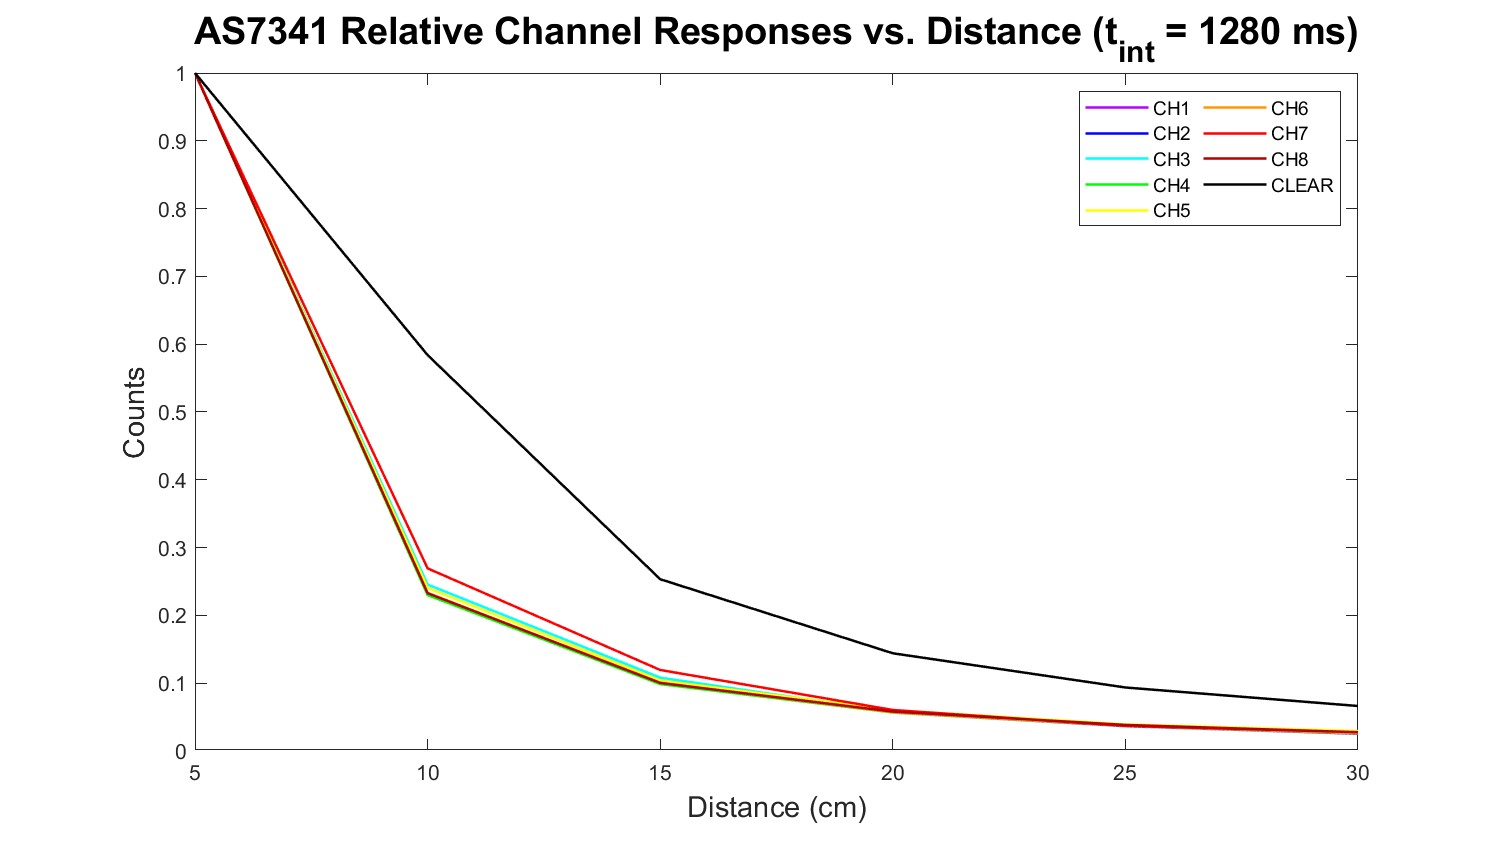 AS7341 Relative Channel Responses vs. Distance (t_int = 1280 ms)
1
0.9
0.8
0.7
0.6
0.5
0.4
0.3
0.2
0.1
0
Counts
CH1
CH2
CH3
CH4
CH5
CH6
CH7
CH8
CLEAR
5 10 15 20 25 30
Distance (cm)